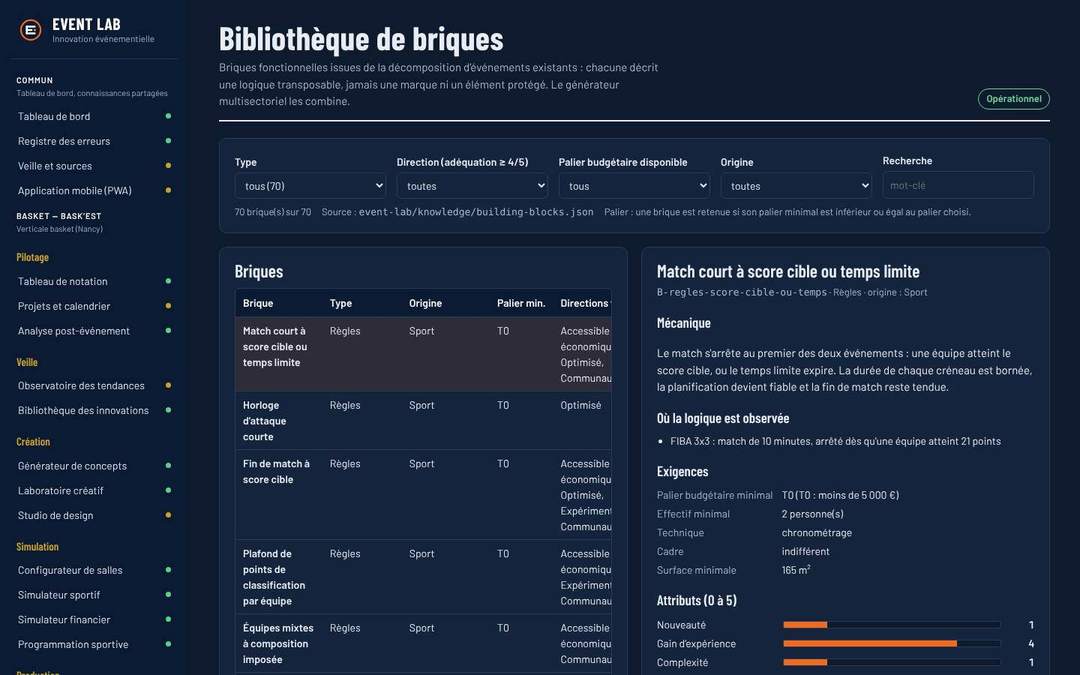 EVENT LAB
Innovation événementielle
COMMUN
Tableau de bord, connaissances partagées
Tableau de bord
Registre des erreurs
Veille et sources
Application mobile (PWA)
BASKET — BASK'EST
Verticale basket (Nancy)
Pilotage
Tableau de notation
Projets et calendrier
Analyse post-événement
Veille
Observatoire des tendances
Bibliothèque des innovations
Création
Générateur de concepts
Laboratoire créatif
Studio de design
Simulation
Configurateur de salles
Simulateur sportif
Simulateur financier
Programmation sportive
Production
Bibliothèque de briques
Briques fonctionnelles issues de la décomposition d'événements existants : chacune décrit
une logique transposable, jamais une marque ni un élément protégé. Le générateur
multisectoriel les combine.
Opérationnel
Type
tous (70)
Direction (adéquation ≥ 4/5)
toutes
Palier budgétaire disponible
tous
Origine
toutes
Recherche
mot-clé
70 brique(s) sur 70 Source : event-lab/knowledge/building-blocks.json Palier : une brique est retenue si son palier minimal est inférieur ou égal au palier choisi.
Briques
Brique Type Origine Palier min. Directions
Match court à Règles Sport T0 Accessible
score cible ou économiqu
temps limite Optimisé,
Communau
Horloge Règles Sport T0 Optimisé
d'attaque
courte
Fin de match à Règles Sport T0 Accessible
score cible économiqu
Optimisé,
Expériment
Communau
Plafond de Règles Sport T0 Accessible
points de économiqu
classification Expériment
par équipe Communau
Équipes mixtes Règles Sport T0 Accessible
à composition économiqu
imposée Communau
Match court à score cible ou temps limite
B-regles-score-cible-ou-temps · Règles · origine : Sport
Mécanique
Le match s'arrête au premier des deux événements : une équipe atteint le
score cible, ou le temps limite expire. La durée de chaque créneau est bornée,
la planification devient fiable et la fin de match reste tendue.
Où la logique est observée
• FIBA 3x3 : match de 10 minutes, arrêté dès qu'une équipe atteint 21 points
Exigences
Palier budgétaire minimal T0 (T0 : moins de 5 000 €)
Effectif minimal 2 personne(s)
Technique chronométrage
Cadre indifférent
Surface minimale 165 m²
Attributs (0 à 5)
Nouveauté 1
Gain d'expérience 4
Complexité 1